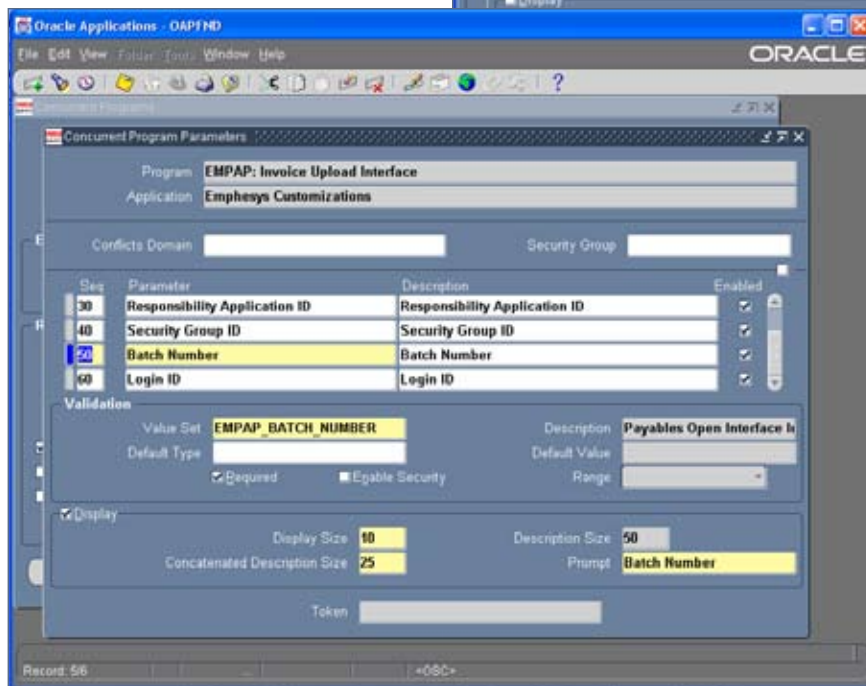 Display
Oracle Applications - OAPFND
File Edit View Folder Tools Window Help
ORACLE
Concurrent Programs
Concurrent Program Parameters
Program EMPAP: Invoice Upload Interface
Application Emphesys Customizations
Conflicts Domain Security Group
Seq Parameter Description Enabled
30 Responsibility Application ID Responsibility Application ID
40 Security Group ID Security Group ID
50 Batch Number Batch Number
60 Login ID Login ID
Validation
Value Set EMPAP_BATCH_NUMBER Description Payables Open Interface
Default Type Default Value
Required Enable Security Range
Display
Display Size 10 Description Size 50
Concatenated Description Size 25 Prompt Batch Number
Token
Record: 5/6 ... <OSC>